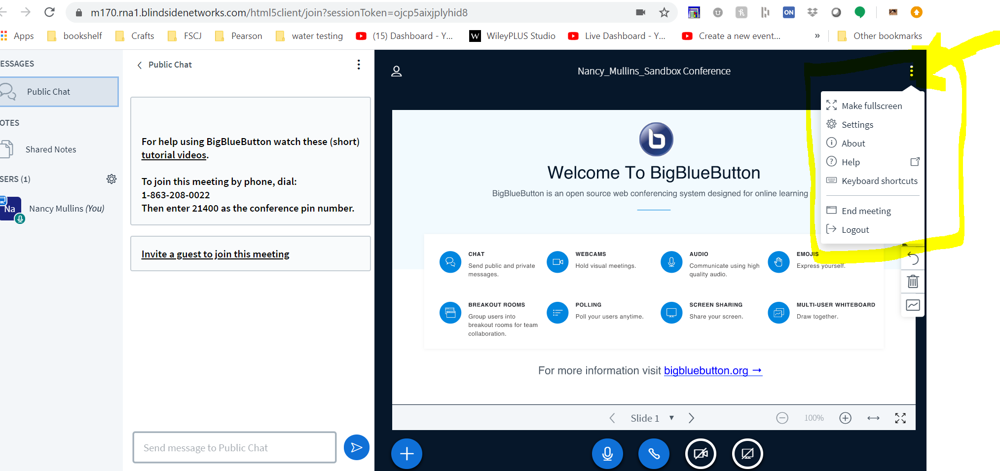 m170.rna1.blindsidenetworks.com/html5client/join?sessionToken=ojcp5aixjplyhid8
ON
Apps
bookshelf
Crafts
FSCJ
Pearson
water testing
(15) Dashboard - Y...
W
WileyPLUS Studio
Live Dashboard - Y...
Create a new event...
»
Other bookmarks
ESSAGES
Public Chat
OTES
Shared Notes
SERS (1)
Na
Nancy Mullins (You)
Public Chat
For help using BigBlueButton watch these (short)
tutorial videos.
To join this meeting by phone, dial:
1-863-208-0022
Then enter 21400 as the conference pin number.
Invite a guest to join this meeting
Send message to Public Chat
Nancy_Mullins_Sandbox Conference
Make fullscreen
Settings
About
Help
Keyboard shortcuts
End meeting
Logout
b
Welcome To BigBlueButton
BigBlueButton is an open source web conferencing system designed for online learning
CHAT
Send public and private
messages.
WEBCAMS
Hold visual meetings.
AUDIO
Communicate using high
quality audio.
EMOJIS
Express yourself.
BREAKOUT ROOMS
Group users into
breakout rooms for team
collaboration.
POLLING
Poll your users anytime.
SCREEN SHARING
Share your screen.
MULTI-USER WHITEBOARD
Draw together.
For more information visit bigbluebutton.org →
Slide 1
100%